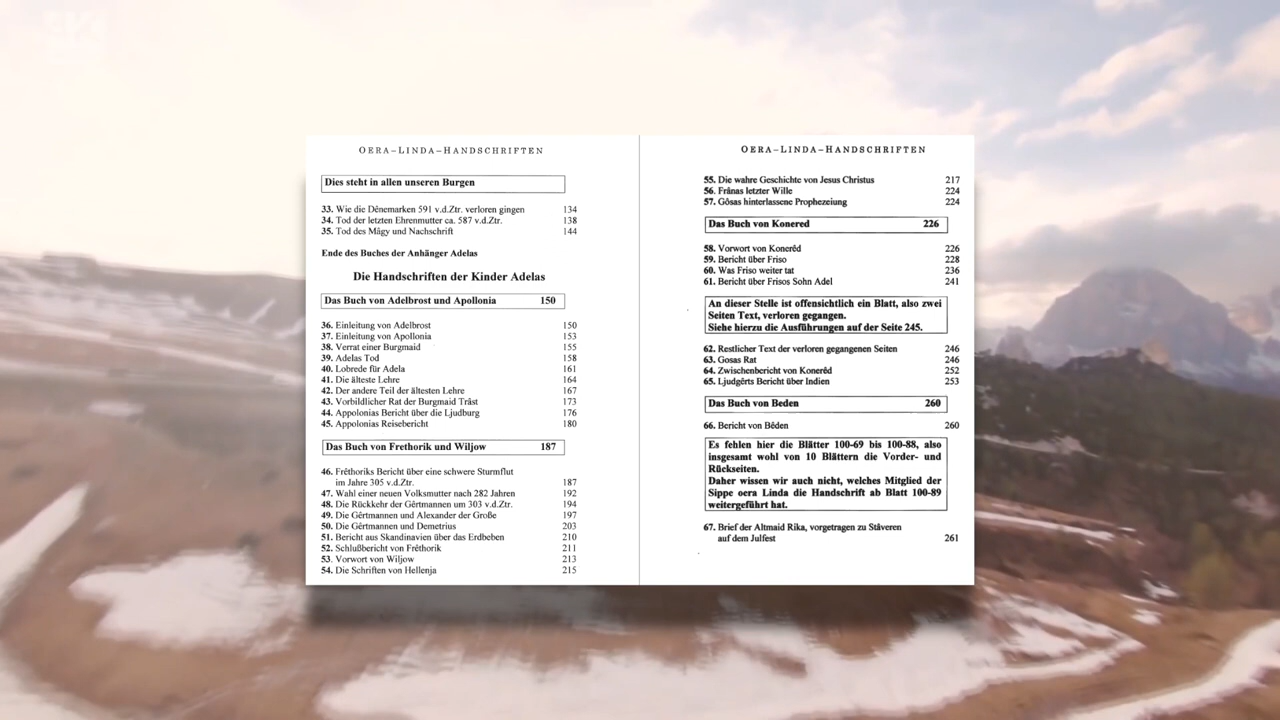 OERA–LINDA–HANDSCHRIFTEN
Dies steht in allen unseren Burgen
33. Wie die Dênemarken 591 v.d.Ztr. verloren gingen 134
34. Tod der letzten Ehrenmutter ca. 587 v.d.Ztr. 138
35. Tod des Mâgy und Nachschrift 144
Ende des Buches der Anhänger Adelas
Die Handschriften der Kinder Adelas
Das Buch von Adelbrost und Apollonia 150
36. Einleitung von Adelbrost 150
37. Einleitung von Apollonia 153
38. Verrat einer Burgmaid 155
39. Adelas Tod 158
40. Lobrede für Adela 161
41. Die älteste Lehre 164
42. Der andere Teil der ältesten Lehre 167
43. Vorbildlicher Rat der Burgmaid Trâst 173
44. Appolonias Bericht über die Ljudburg 176
45. Appolonias Reisebericht 180
Das Buch von Frethorik und Wiljow 187
46. Frêthoriks Bericht über eine schwere Sturmflut
im Jahre 305 v.d.Ztr. 187
47. Wahl einer neuen Volksmutter nach 282 Jahren 192
48. Die Rückkehr der Gêrtmannen um 303 v.d.Ztr. 194
49. Die Gêrtmannen und Alexander der Große 197
50. Die Gêrtmannen und Demetrius 203
51. Bericht aus Skandinavien über das Erdbeben 210
52. Schlußbericht von Frêthorik 211
53. Vorwort von Wiljow 213
54. Die Schriften von Hellenja 215
OERA–LINDA–HANDSCHRIFTEN
55. Die wahre Geschichte von Jesus Christus 217
56. Frânas letzter Wille 224
57. Gôsas hinterlassene Prophezeiung 224
Das Buch von Konered 226
58. Vorwort von Konerêd 226
59. Bericht über Friso 228
60. Was Friso weiter tat 236
61. Bericht über Frisos Sohn Adel 241
An dieser Stelle ist offensichtlich ein Blatt, also zwei
Seiten Text, verloren gegangen.
Siehe hierzu die Ausführungen auf der Seite 245.
62. Restlicher Text der verloren gegangenen Seiten 246
63. Gosas Rat 246
64. Zwischenbericht von Konerêd 252
65. Ljudgêrts Bericht über Indien 253
Das Buch von Beden 260
66. Bericht von Bêden 260
Es fehlen hier die Blätter 100-69 bis 100-88, also
insgesamt wohl von 10 Blättern die Vorder- und
Rückseiten.
Daher wissen wir auch nicht, welches Mitglied der
Sippe oera Linda die Handschrift ab Blatt 100-89
weitergeführt hat.
67. Brief der Altmaid Rika, vorgetragen zu Stâveren
auf dem Julfest 261